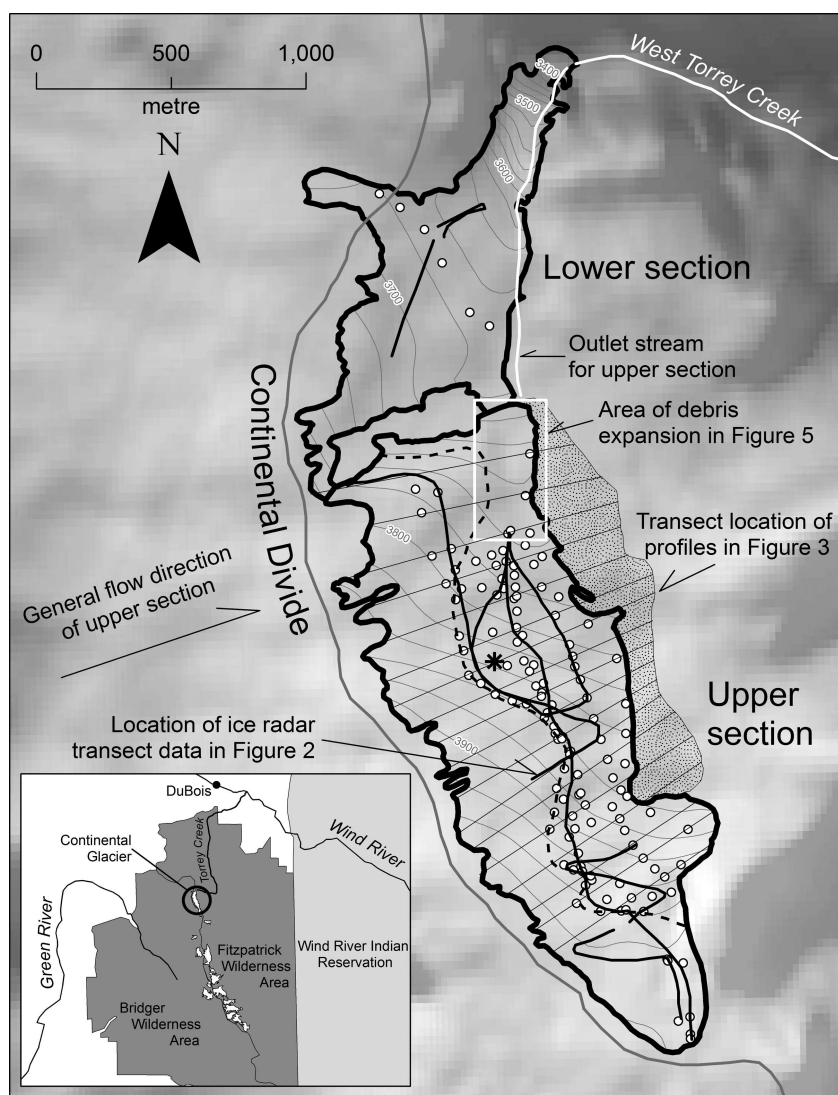 0 500 1,000
metre
N
West Torrey Creek
3400
3500
3600
3700
Lower section
Outlet stream
for upper section
Area of debris
expansion in Figure 5
Continental Divide
3800
Transect location of
profiles in Figure 3
General flow direction
of upper section
Upper
section
Location of ice radar
transect data in Figure 2
3900
DuBois
Continental
Glacier
Torrey Creek
Wind River
Green River
Fitzpatrick
Wilderness
Area
Wind River Indian
Reservation
Bridger
Wilderness
Area